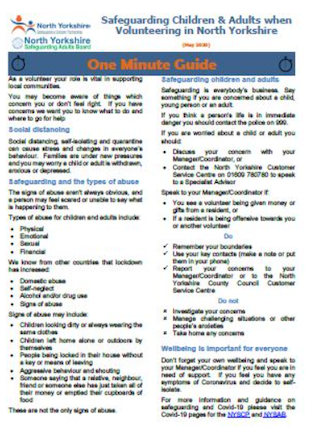 North Yorkshire
Safeguarding Children & Adults when
Volunteering in North Yorkshire
North Yorkshire
Safeguarding Adults Board
(May 2020)
One Minute Guide
As a volunteer your role is vital in supporting
local communities.
You may become aware of things which
concern you or don't feel right. If you have
concerns we want you to know what to do and
where to go for help
Social distancing
Social distancing, self-isolating and quarantine
can cause stress and changes in everyone's
behaviour. Families are under new pressures
and you may worry a child or adult is withdrawn,
anxious or depressed.
Safeguarding and the types of abuse
The signs of abuse aren't always obvious, and
a person may feel scared or unable to say what
is happening to them.
Types of abuse for children and adults include:
• Physical
• Emotional
• Sexual
• Financial
We know from other countries that lockdown
has increased:
• Domestic abuse
• Self-neglect
• Alcohol and/or drug use
• Signs of abuse
Signs of abuse may include:
• Children looking dirty or always wearing the
same clothes
• Children left home alone or outdoors by
themselves
• People being locked in their house without
a key or means of leaving
• Aggressive behaviour and shouting
• Someone saying that a relative, neighbour,
friend or someone else has just taken all of
their money or emptied their cupboards of
food
These are not the only signs of abuse.
Safeguarding children and adults
Safeguarding is everybody's business. Say
something if you are concerned about a child,
young person or an adult.
If you think a person's life is in immediate
danger you should contact the police on 999.
If you are worried about a child or adult you
should:
• Discuss your concern with your
Manager/Coordinator, or
• Contact the North Yorkshire Customer
Service Centre on 01609 780780 to speak
to a Specialist Advisor
Speak to your Manager/Coordinator if:
• You see a volunteer being given money or
gifts from a resident, or
• If a resident is being offensive towards you
or another volunteer
Do
✓ Remember your boundaries
✓ Use your key contacts (make a note or put
them in your phone)
✓ Report your concerns to your
Manager/Coordinator or to the North
Yorkshire County Council Customer
Service Centre
Do not
× Investigate your concerns
× Manage challenging situations or other
people's anxieties
× Take home any concerns
Wellbeing is important for everyone
Don't forget your own wellbeing and speak to
your Manager/Coordinator if you feel you are in
need of support. If you feel you have any
symptoms of Coronavirus and decide to self-
isolate.
For more information and guidance on
safeguarding and Covid-19 please visit the
Covid-19 pages for the NYSCP and NYSAB.